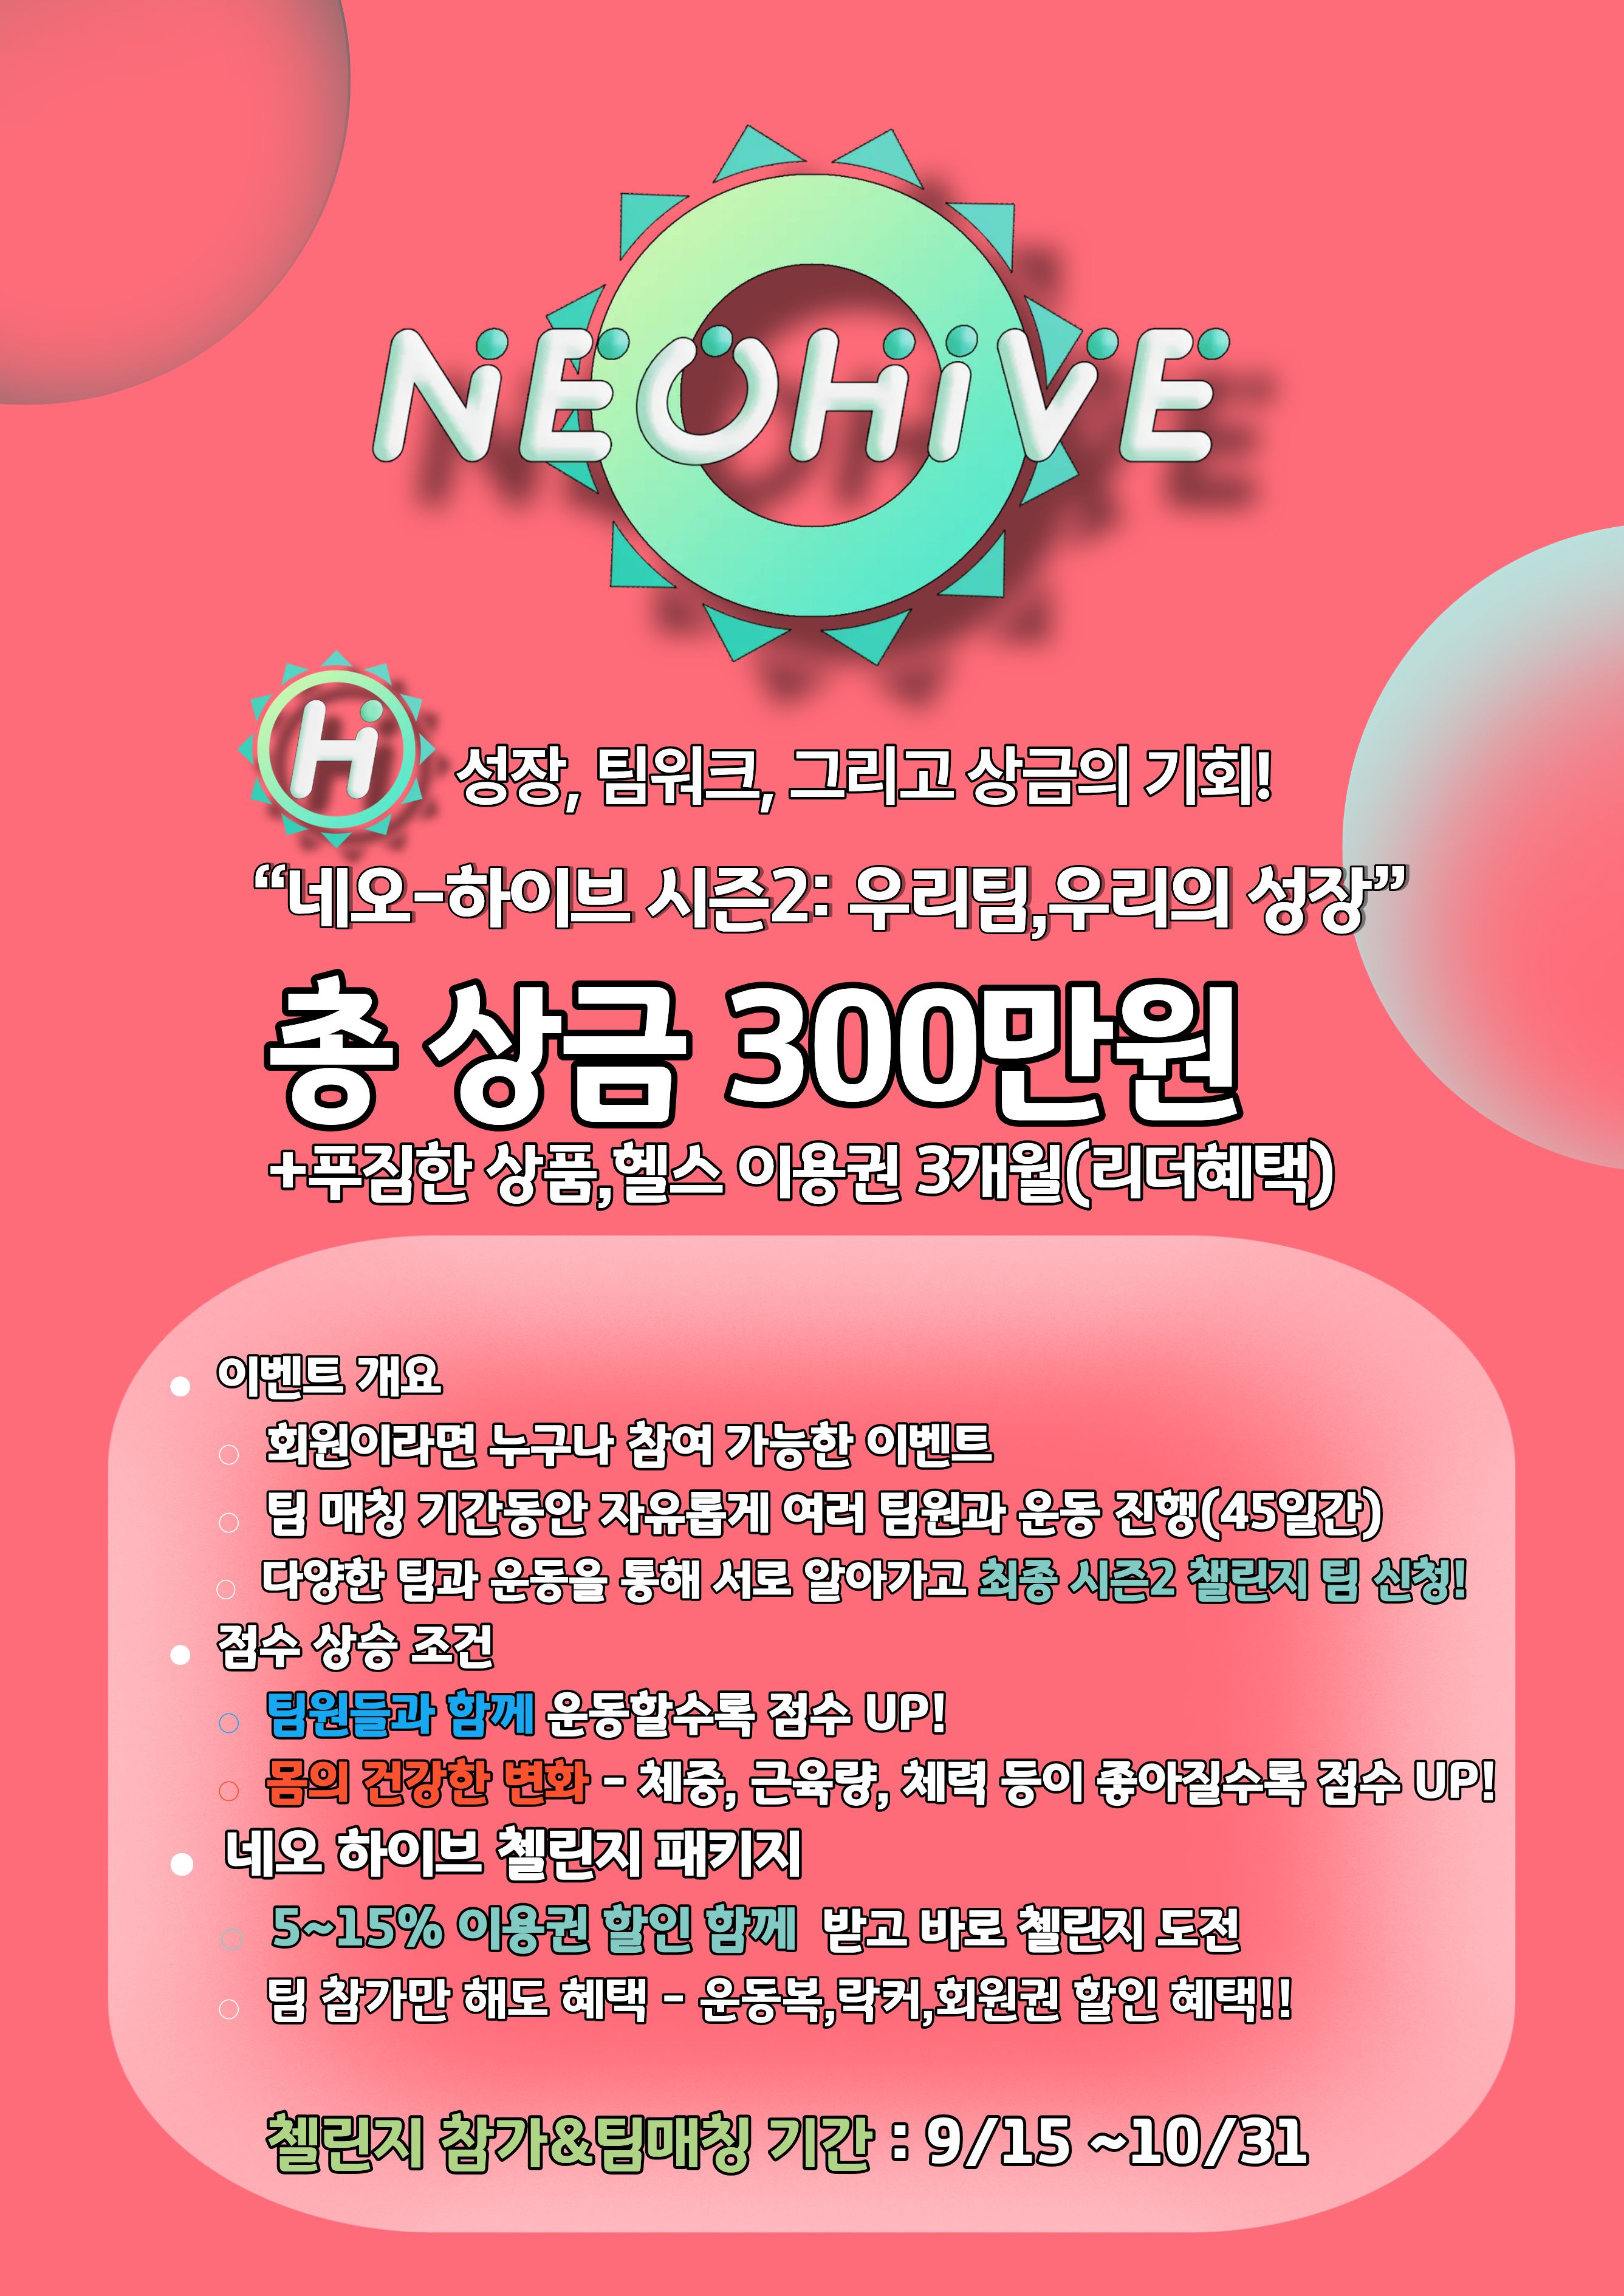 NEOHIVE
H
성장, 팀워크, 그리고 상금의 기회!
“네오-하이브 시즌2: 우리팀,우리의 성장”
총 상금 300만원
+푸짐한 상품,헬스 이용권 3개월(리더혜택)
● 이벤트 개요
○ 회원이라면 누구나 참여 가능한 이벤트
○ 팀 매칭 기간동안 자유롭게 여러 팀원과 운동 진행(45일간)
○ 다양한 팀과 운동을 통해 서로 알아가고 최종 시즌2 챌린지 팀 신청!
● 점수 상승 조건
○ 팀원들과 함께 운동할수록 점수 UP!
○ 몸의 건강한 변화 - 체중, 근육량, 체력 등이 좋아질수록 점수 UP!
● 네오 하이브 첼린지 패키지
○ 5~15% 이용권 할인 함께 받고 바로 첼린지 도전
○ 팀 참가만 해도 혜택 - 운동복,락커,회원권 할인 혜택!!
첼린지 참가&팀매칭 기간 : 9/15 ~10/31